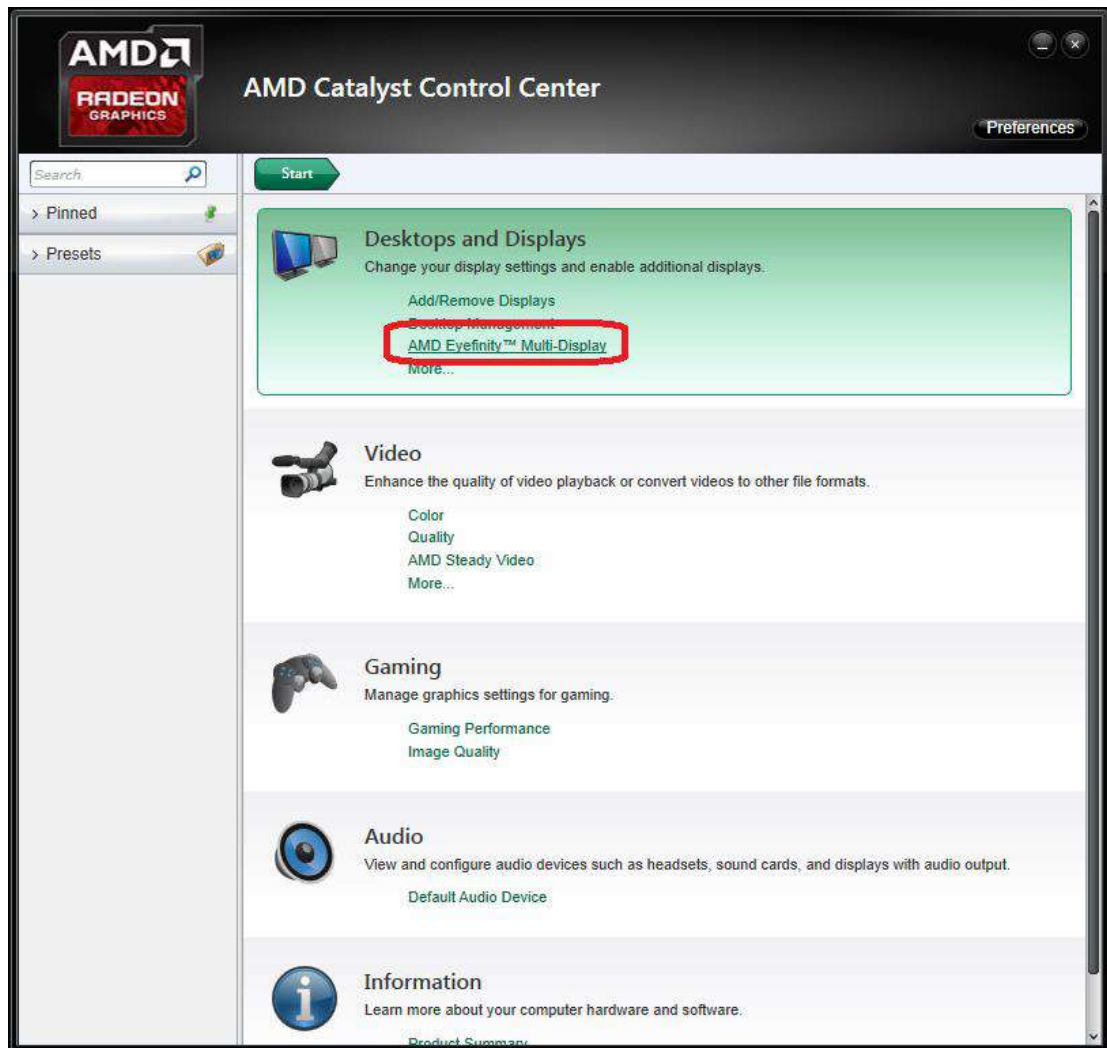 AMD
RADEON
GRAPHICS
AMD Catalyst Control Center
Preferences
Search
Start
> Pinned
> Presets
Desktops and Displays
Change your display settings and enable additional displays.
Add/Remove Displays
Desktop Management
AMD Eyefinity™ Multi-Display
More...
Video
Enhance the quality of video playback or convert videos to other file formats.
Color
Quality
AMD Steady Video
More...
Gaming
Manage graphics settings for gaming.
Gaming Performance
Image Quality
Audio
View and configure audio devices such as headsets, sound cards, and displays with audio output.
Default Audio Device
Information
Learn more about your computer hardware and software.
Product Summary